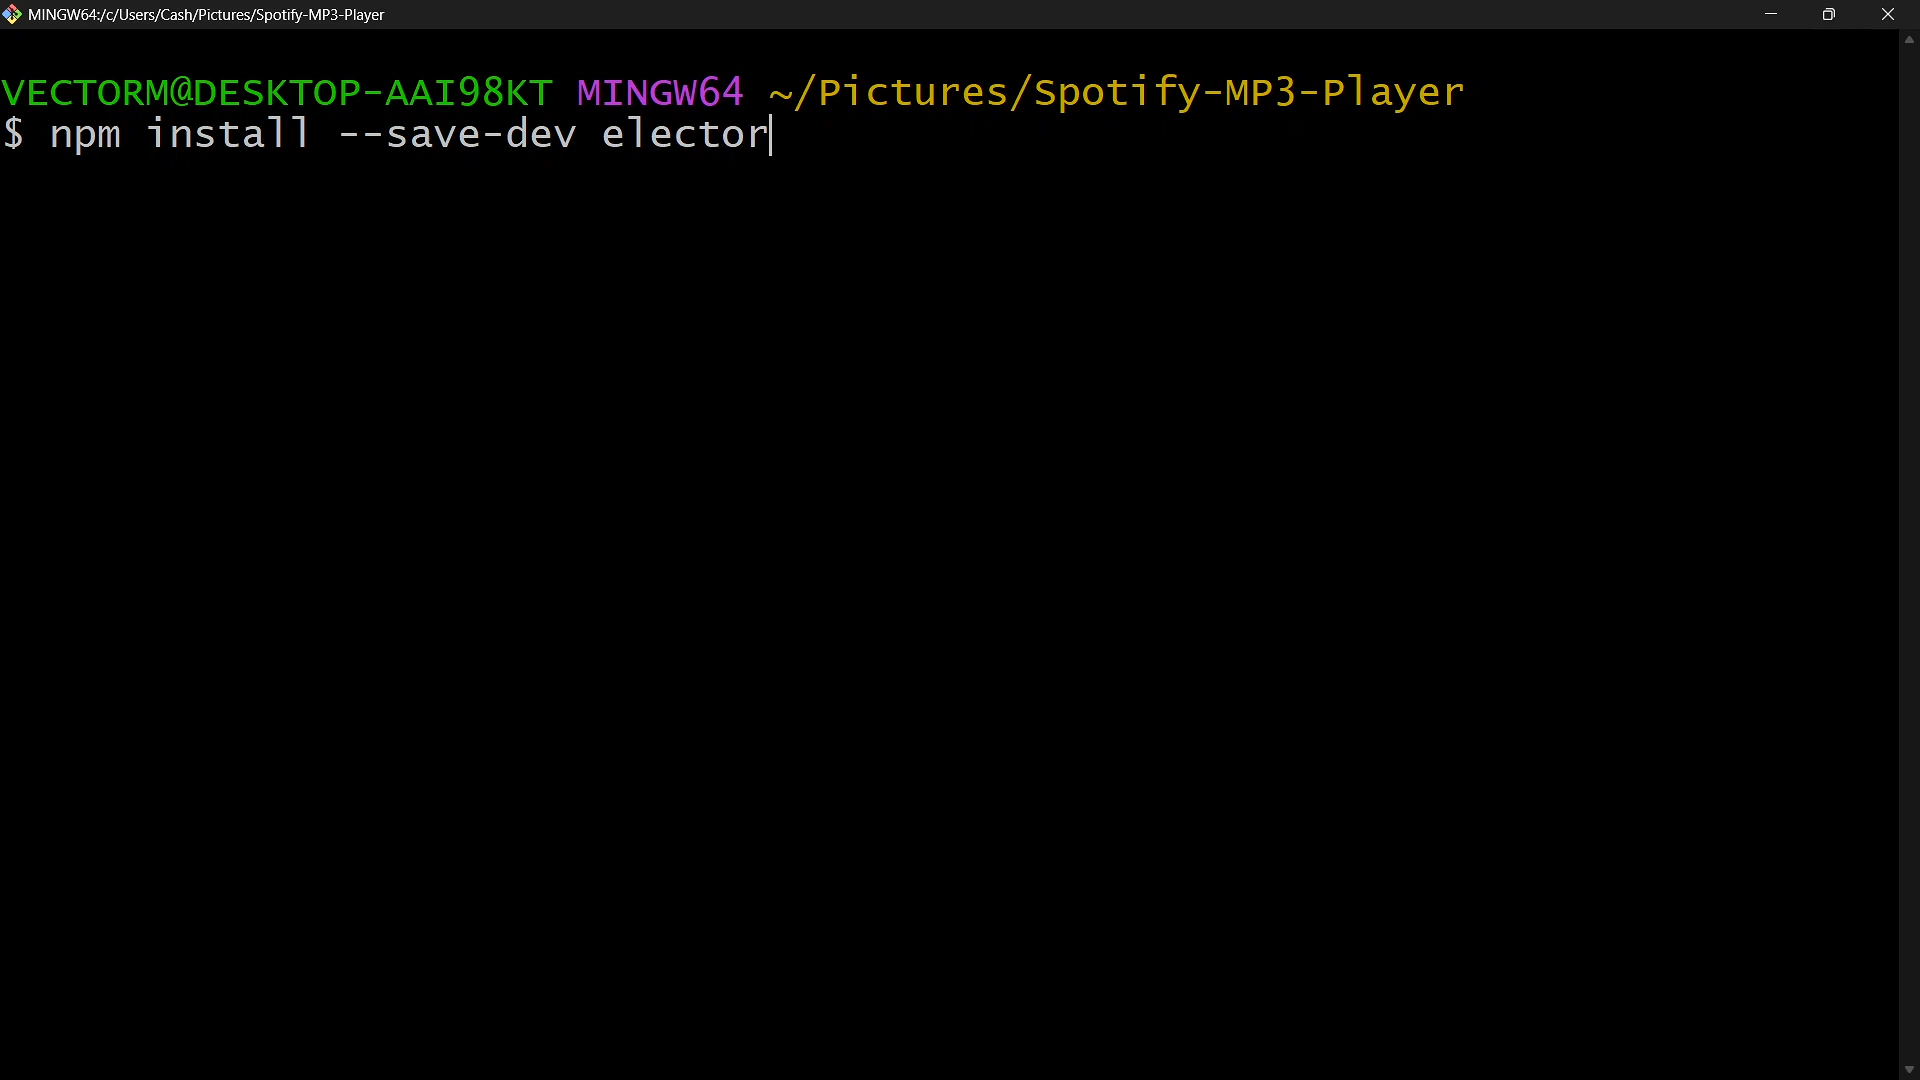 MINGW64:/c/Users/Cash/Pictures/Spotify-MP3-Player
VECTORM@DESKTOP-AAI98KT MINGW64 ~/Pictures/Spotify-MP3-Player
$ npm install --save-dev elector